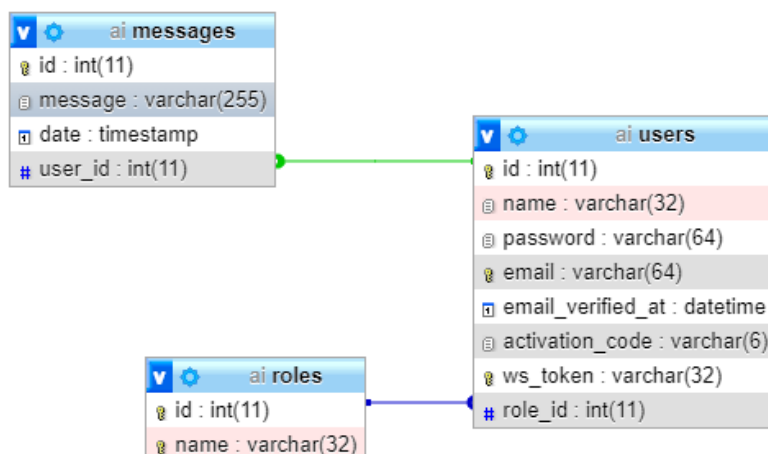 v ai messages
id : int(11)
message : varchar(255)
date : timestamp
# user_id : int(11)
v ai users
id : int(11)
name : varchar(32)
password : varchar(64)
email : varchar(64)
email_verified_at : datetime
activation_code : varchar(6)
ws_token : varchar(32)
# role_id : int(11)
v ai roles
id : int(11)
name : varchar(32)